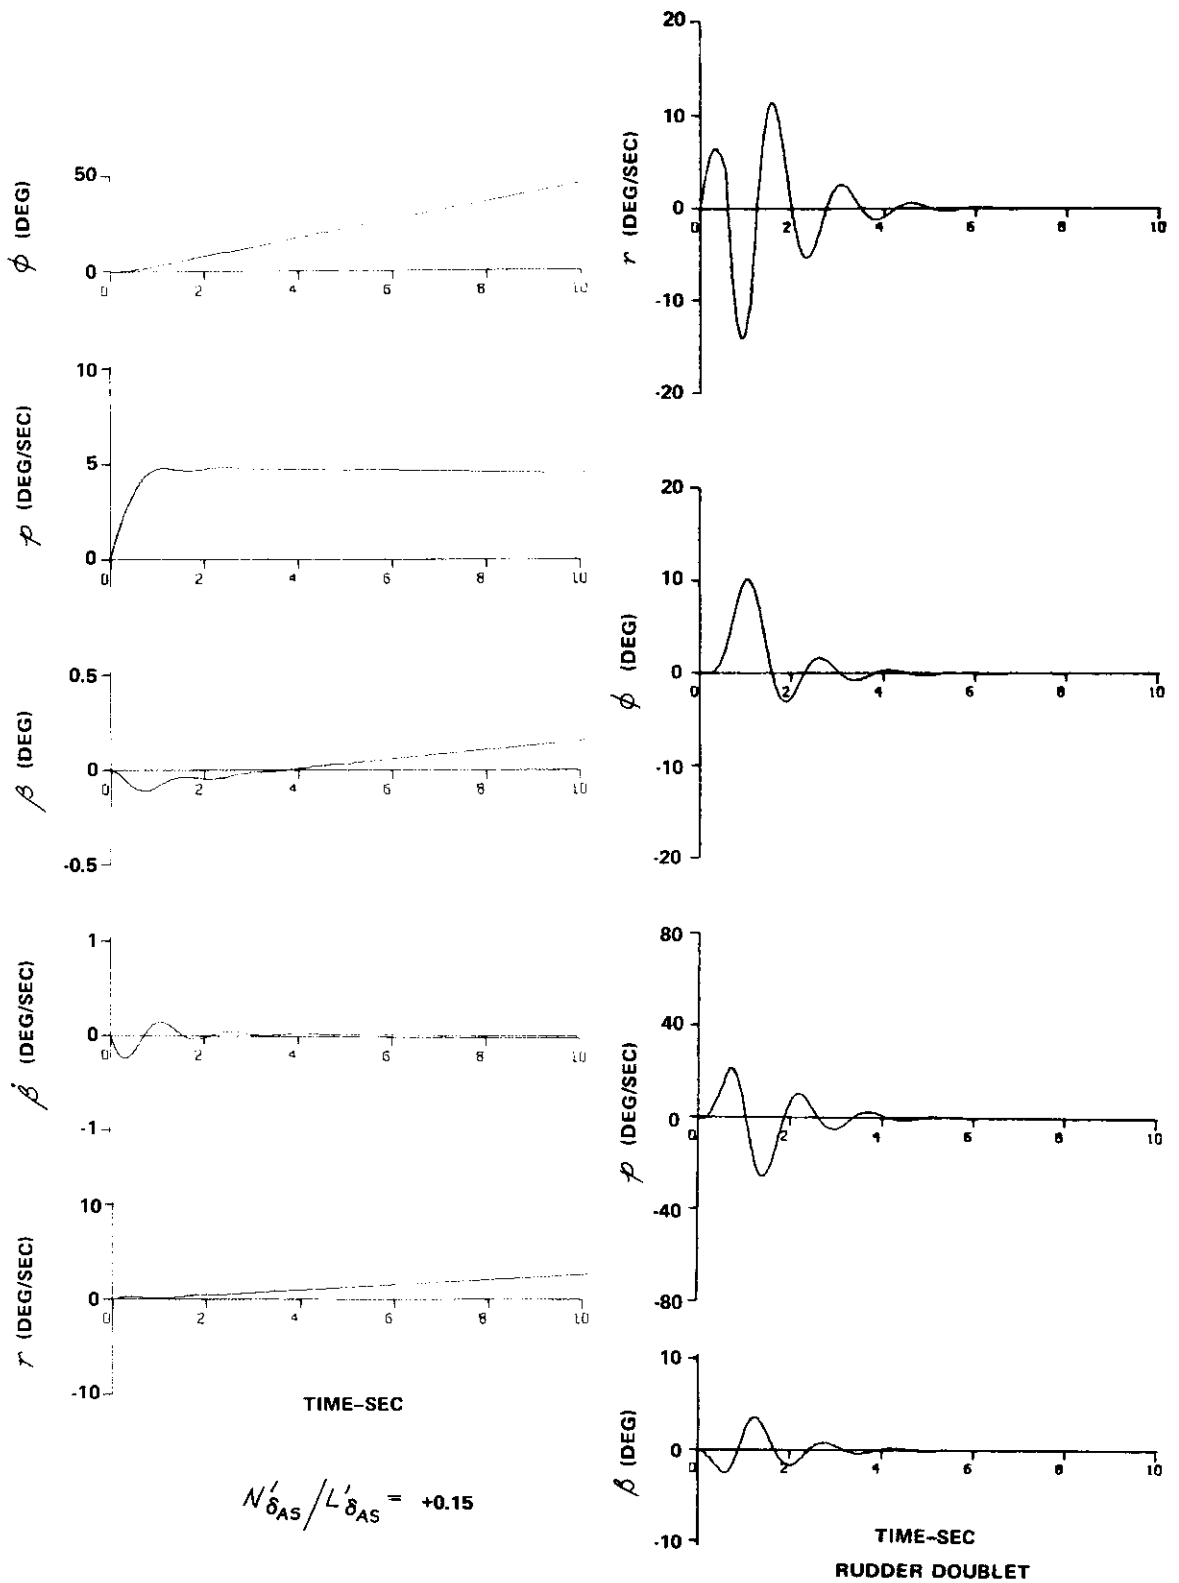 φ (DEG)
50
0
0 2 4 6 8 10
p (DEG/SEC)
10
5
0
0 2 4 6 8 10
β (DEG)
0.5
0
-0.5
0 2 4 6 8 10
β̇ (DEG/SEC)
1
0
-1
0 2 4 6 8 10
r (DEG/SEC)
10
0
-10
0 2 4 6 8 10
TIME–SEC
N′δAS / L′δAS = +0.15
r (DEG/SEC)
20
10
0
-10
-20
0 2 4 6 8 10
φ (DEG)
20
10
0
-10
-20
0 2 4 6 8 10
p (DEG/SEC)
80
40
0
-40
-80
0 2 4 6 8 10
β (DEG)
10
0
-10
0 2 4 6 8 10
TIME–SEC
RUDDER DOUBLET